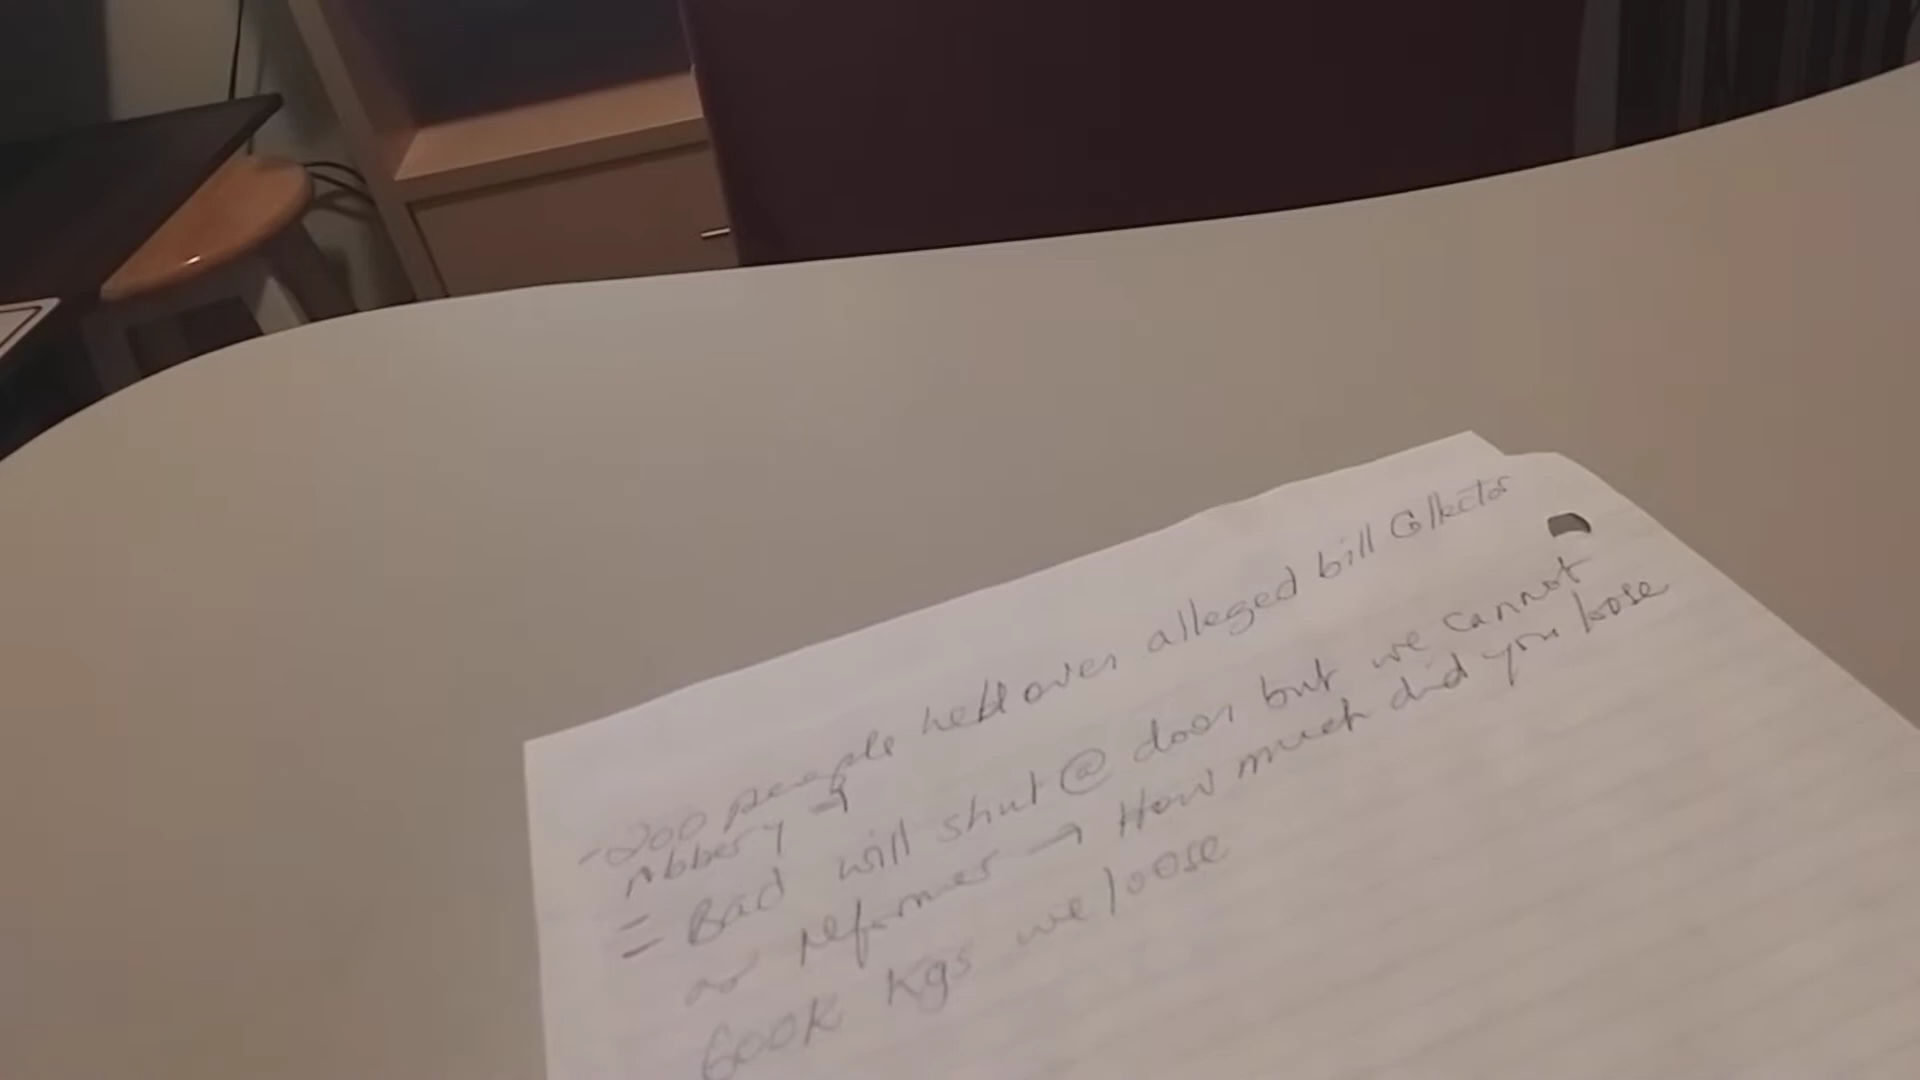 -200 people held over alleged bill Collector
robbery →
= Bad will shut @ door but we cannot
reformer → How much did you loose
600K Kgs we loose